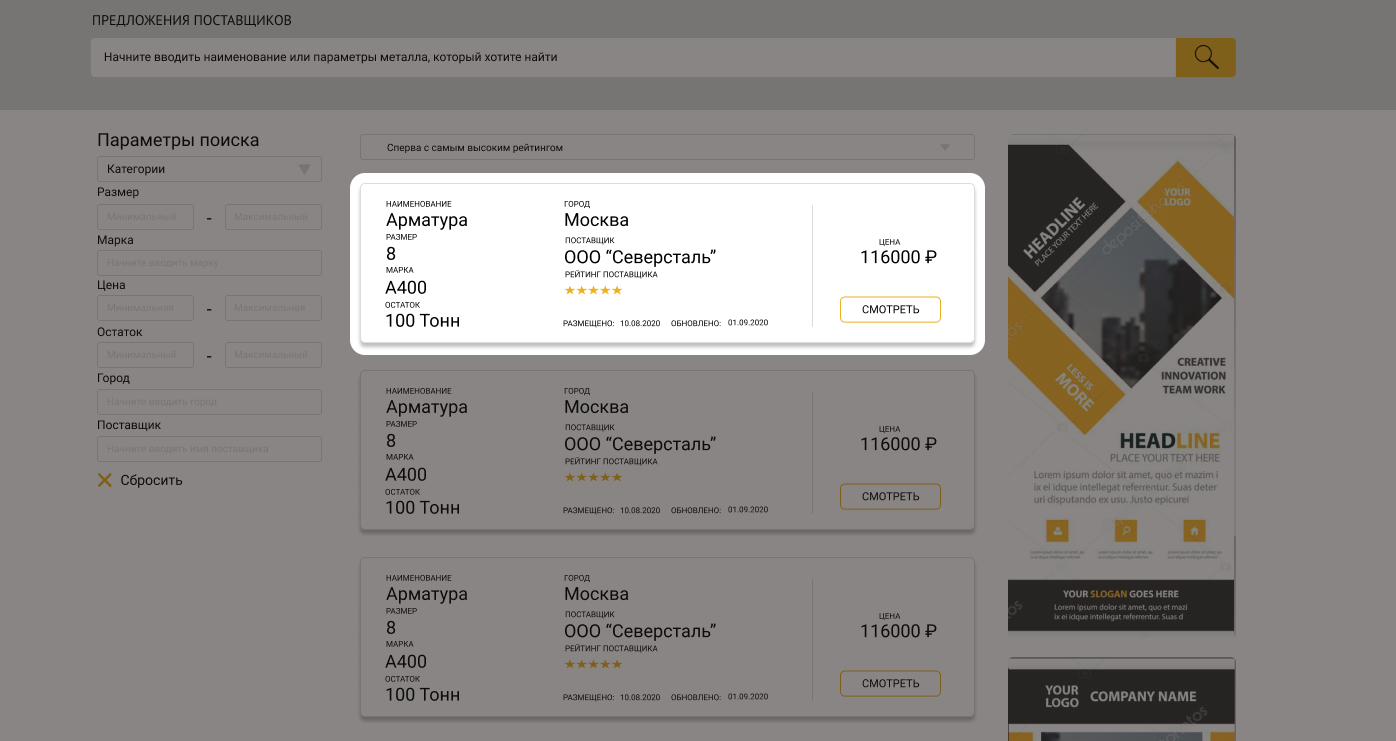 ПРЕДЛОЖЕНИЯ ПОСТАВЩИКОВ
Начните вводить наименование или параметры металла, который хотите найти
Параметры поиска
Категории
Размер
Минимальный - Максимальный
Марка
Начните вводить марку
Цена
Минимальная - Максимальная
Остаток
Минимальный - Максимальный
Город
Начните вводить город
Поставщик
Начните вводить имя поставщика
Сбросить
Сперва с самым высоким рейтингом
НАИМЕНОВАНИЕ
Арматура
РАЗМЕР
8
МАРКА
А400
ОСТАТОК
100 Тонн
ГОРОД
Москва
ПОСТАВЩИК
ООО “Северсталь”
РЕЙТИНГ ПОСТАВЩИКА
РАЗМЕЩЕНО: 10.08.2020 ОБНОВЛЕНО: 01.09.2020
ЦЕНА
116000 ₽
СМОТРЕТЬ
НАИМЕНОВАНИЕ
Арматура
РАЗМЕР
8
МАРКА
А400
ОСТАТОК
100 Тонн
ГОРОД
Москва
ПОСТАВЩИК
ООО “Северсталь”
РЕЙТИНГ ПОСТАВЩИКА
РАЗМЕЩЕНО: 10.08.2020 ОБНОВЛЕНО: 01.09.2020
ЦЕНА
116000 ₽
СМОТРЕТЬ
НАИМЕНОВАНИЕ
Арматура
РАЗМЕР
8
МАРКА
А400
ОСТАТОК
100 Тонн
ГОРОД
Москва
ПОСТАВЩИК
ООО “Северсталь”
РЕЙТИНГ ПОСТАВЩИКА
РАЗМЕЩЕНО: 10.08.2020 ОБНОВЛЕНО: 01.09.2020
ЦЕНА
116000 ₽
СМОТРЕТЬ
HEADLINE
PLACE YOUR TEXT HERE
YOUR
LOGO
LESS IS
MORE
CREATIVE
INNOVATION
TEAM WORK
HEADLINE
PLACE YOUR TEXT HERE
Lorem ipsum dolor sit amet, quo et mazim i
ix ei idque intellegat referrentur. Suas deter
uri disputando ex usu. Justo epicurei
YOUR SLOGAN GOES HERE
Lorem ipsum dolor sit amet, quo et mazi
ix ei idque intellegat referrentur. Suas d
YOUR
LOGO
COMPANY NAME